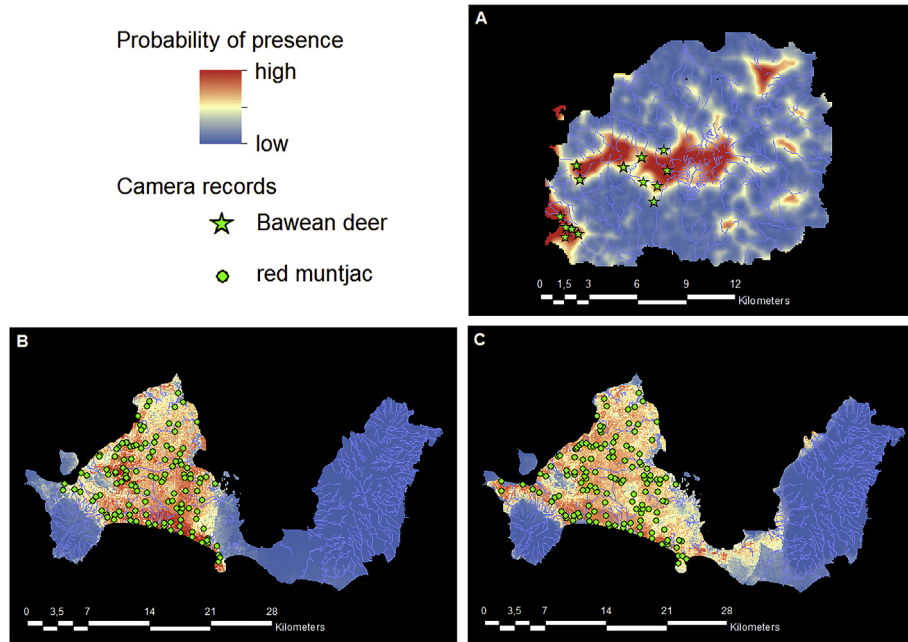 Probability of presence
high
low
Camera records
Bawean deer
red muntjac
A
0 1,5 3 6 9 12
Kilometers
B
0 3,5 7 14 21 28
Kilometers
C
0 3,5 7 14 21 28
Kilometers